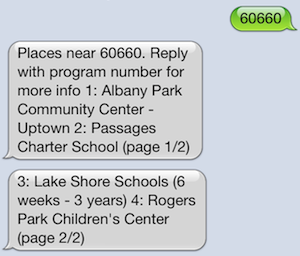 60660
Places near 60660. Reply
with program number for
more info 1: Albany Park
Community Center -
Uptown 2: Passages
Charter School (page 1/2)
3: Lake Shore Schools (6
weeks - 3 years) 4: Rogers
Park Children's Center
(page 2/2)